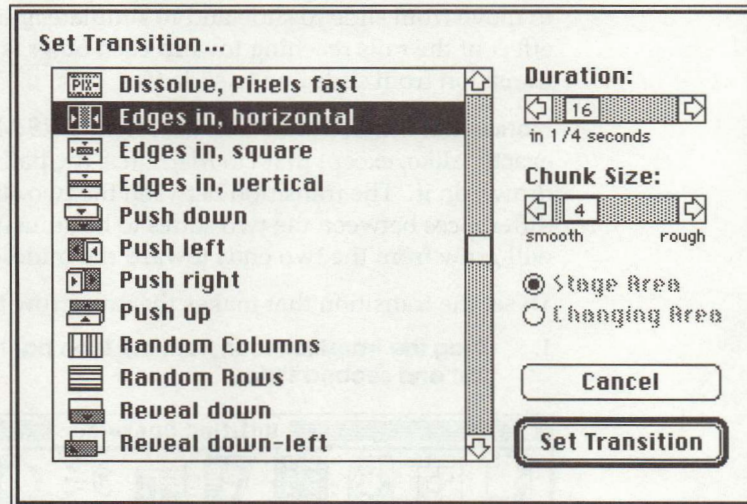 Set Transition...
PIX- Dissolve, Pixels fast
Edges in, horizontal
Edges in, square
Edges in, vertical
Push down
Push left
Push right
Push up
Random Columns
Random Rows
Reveal down
Reveal down-left
Duration:
16
in 1/4 seconds
Chunk Size:
4
smooth rough
Stage Area
Changing Area
Cancel
Set Transition